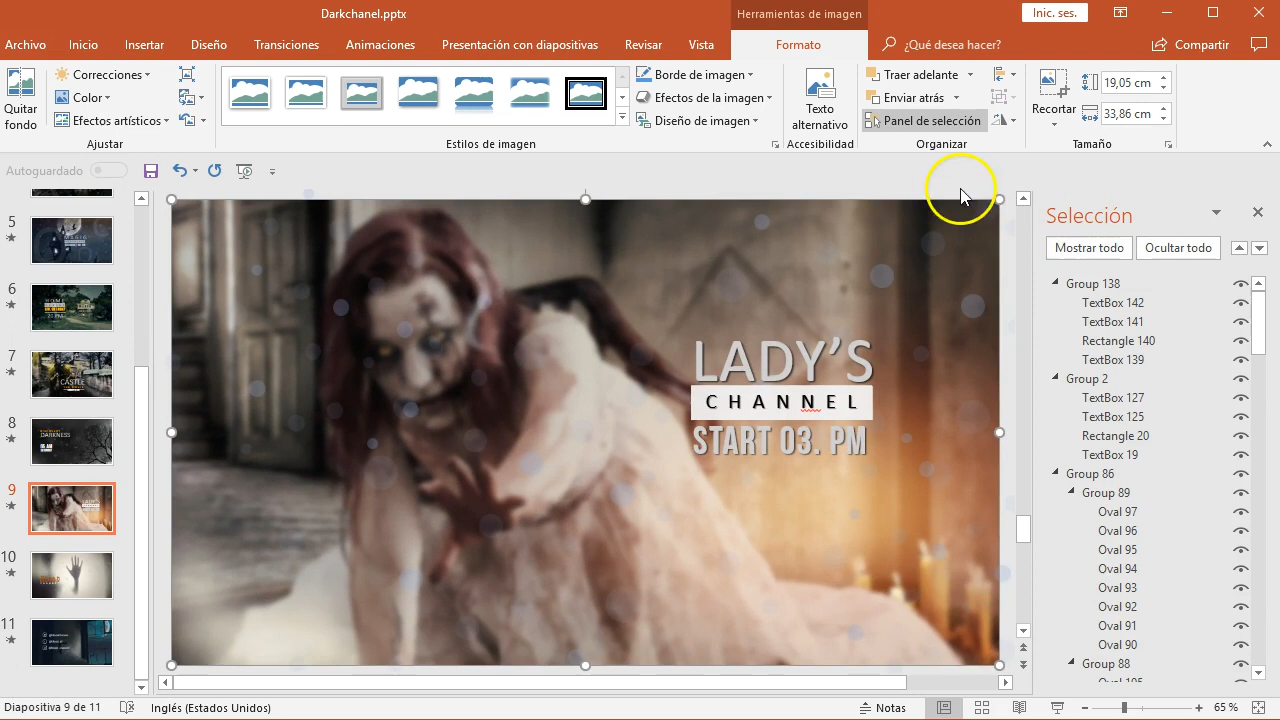 Darkchanel.pptx
Herramientas de imagen
Inic. ses.
Archivo Inicio Insertar Diseño Transiciones Animaciones Presentación con diapositivas Revisar Vista Formato ¿Qué desea hacer? Compartir
Quitar fondo
Correcciones
Color
Efectos artísticos
Ajustar
Estilos de imagen
Borde de imagen
Efectos de la imagen
Diseño de imagen
Texto alternativo
Accesibilidad
Traer adelante
Enviar atrás
Panel de selección
Organizar
Recortar
19,05 cm
33,86 cm
Tamaño
Autoguardado
5
6
7
8
9
10
11
LADY’S
CHANNEL
START 03. PM
Selección
Mostrar todo Ocultar todo
Group 138
TextBox 142
TextBox 141
Rectangle 140
TextBox 139
Group 2
TextBox 127
TextBox 125
Rectangle 20
TextBox 19
Group 86
Group 89
Oval 97
Oval 96
Oval 95
Oval 94
Oval 93
Oval 92
Oval 91
Oval 90
Group 88
Diapositiva 9 de 11 Inglés (Estados Unidos) Notas 65 %